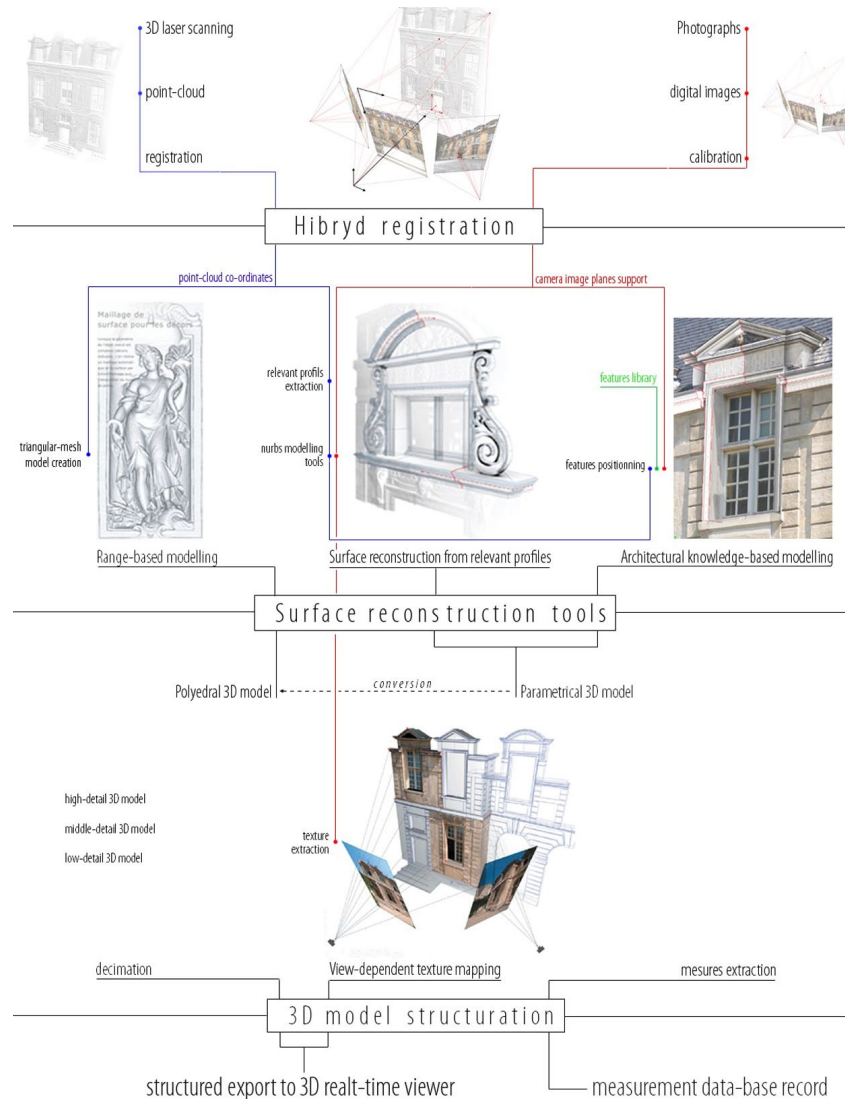 3D laser scanning
point-cloud
registration
Photographs
digital images
calibration
Hibryd registration
point-cloud co-ordinates
camera image planes support
Maillage de
surface pour les décors
relevant profils
extraction
features library
triangular-mesh
model creation
nurbs modelling
tools
features positionning
Range-based modelling
Surface reconstruction from relevant profiles
Architectural knowledge-based modelling
Surface reconstruction tools
Polyedral 3D model
conversion
Parametrical 3D model
high-detail 3D model
middle-detail 3D model
low-detail 3D model
texture
extraction
decimation
View-dependent texture mapping
mesures extraction
3D model structuration
structured export to 3D realt-time viewer
measurement data-base record